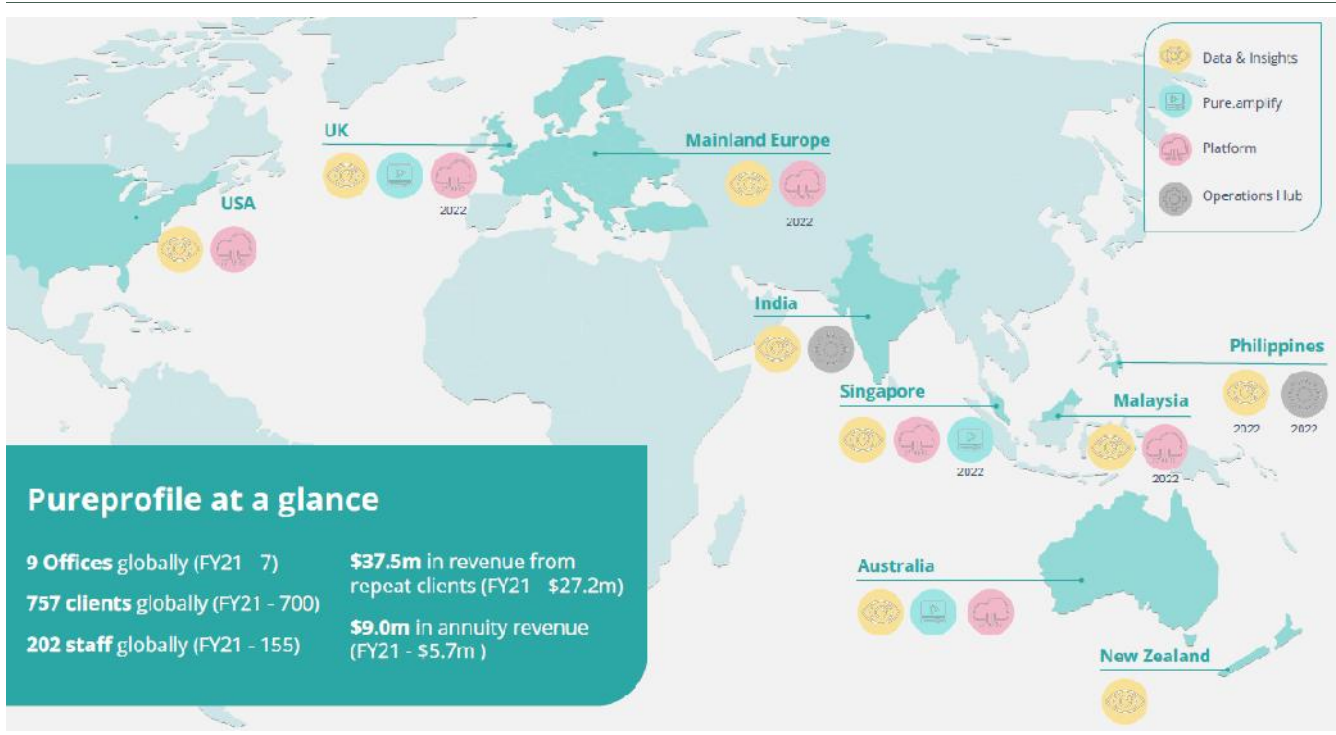 Data & Insights
Pure.amplify
Platform
Operations Hub
UK
2022
Mainland Europe
2022
USA
India
Philippines
2022 2022
Singapore
2022
Malaysia
2022
Australia
New Zealand
Pureprofile at a glance
9 Offices globally (FY21 7)
757 clients globally (FY21 - 700)
202 staff globally (FY21 - 155)
$37.5m in revenue from
repeat clients (FY21 $27.2m)
$9.0m in annuity revenue
(FY21 - $5.7m )